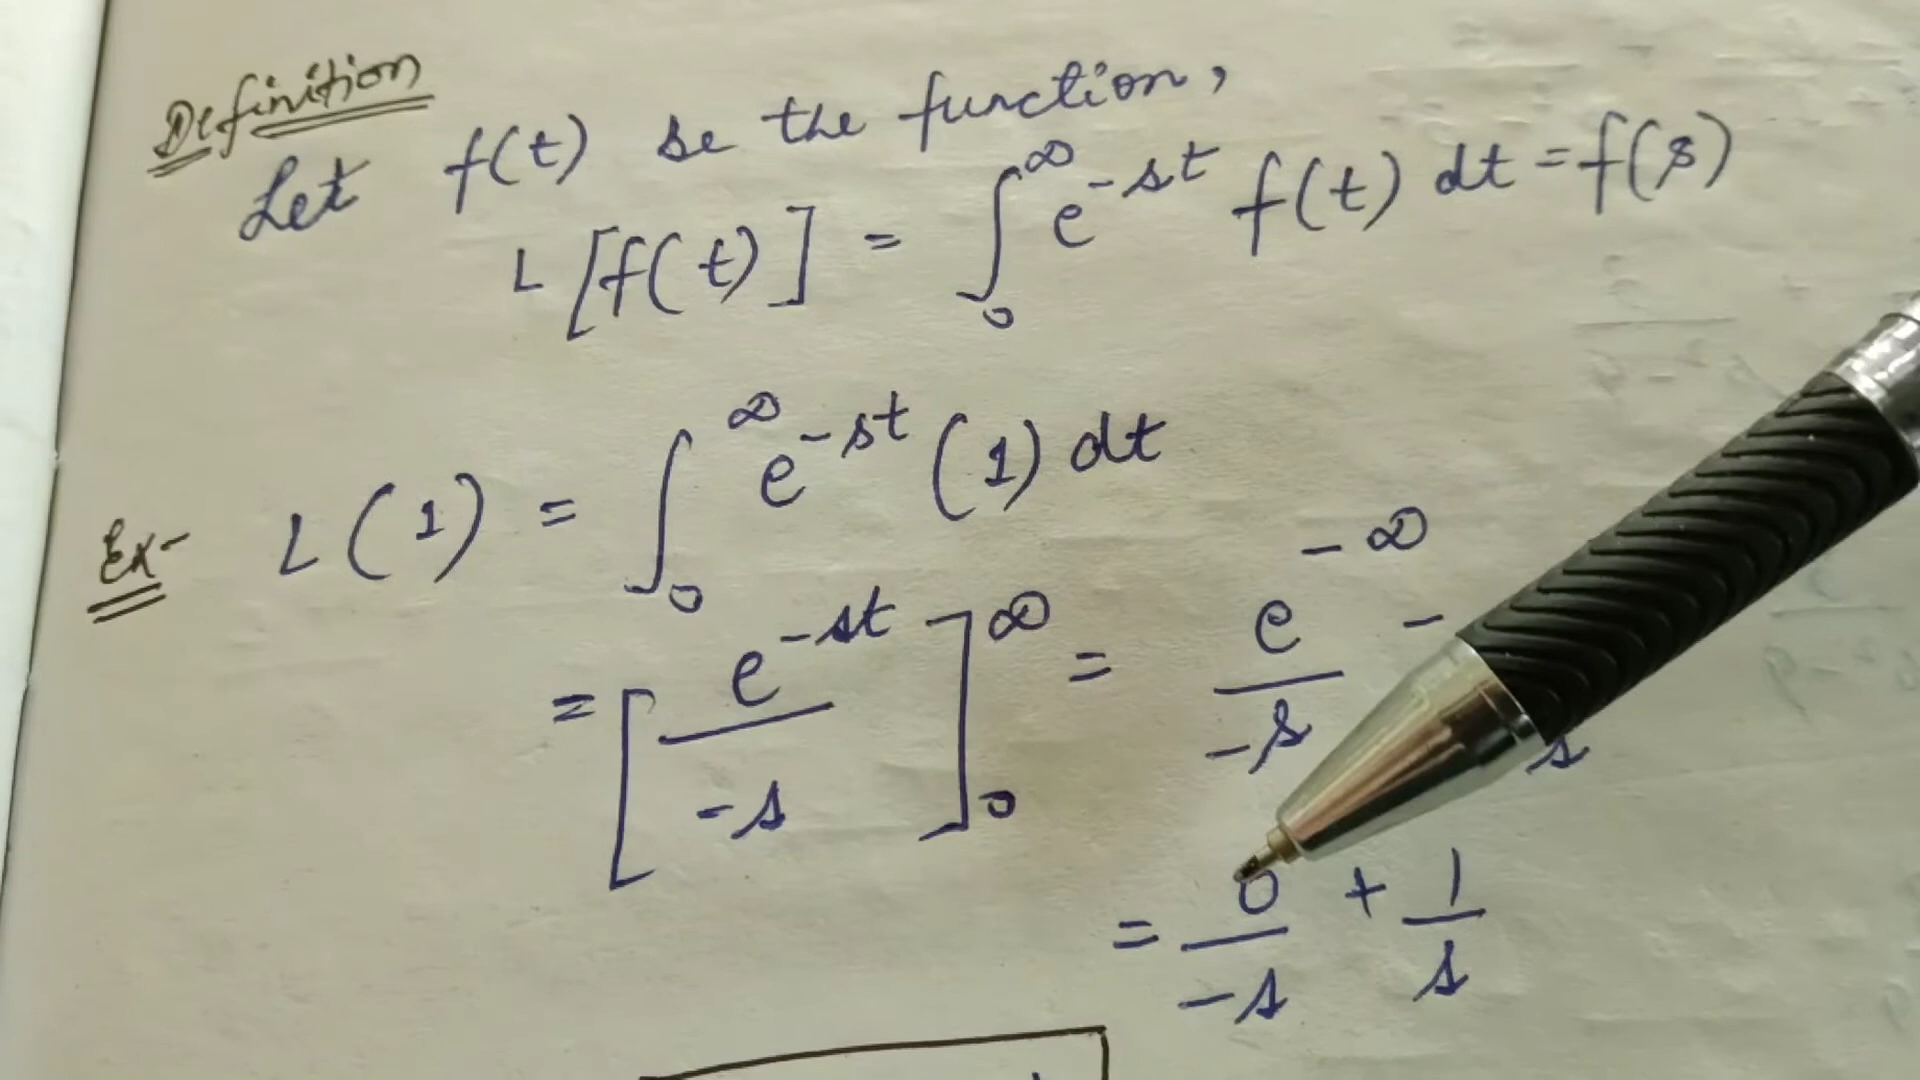 Definition
Let f(t) be the function,
L[f(t)] = ∫₀^∞ e^{-st} f(t) dt = f(s)
Ex- L(1) = ∫₀^∞ e^{-st} (1) dt
= [e^{-st}/-s]₀^∞ = e^{-∞}/-s - s
= 0/-s + 1/s